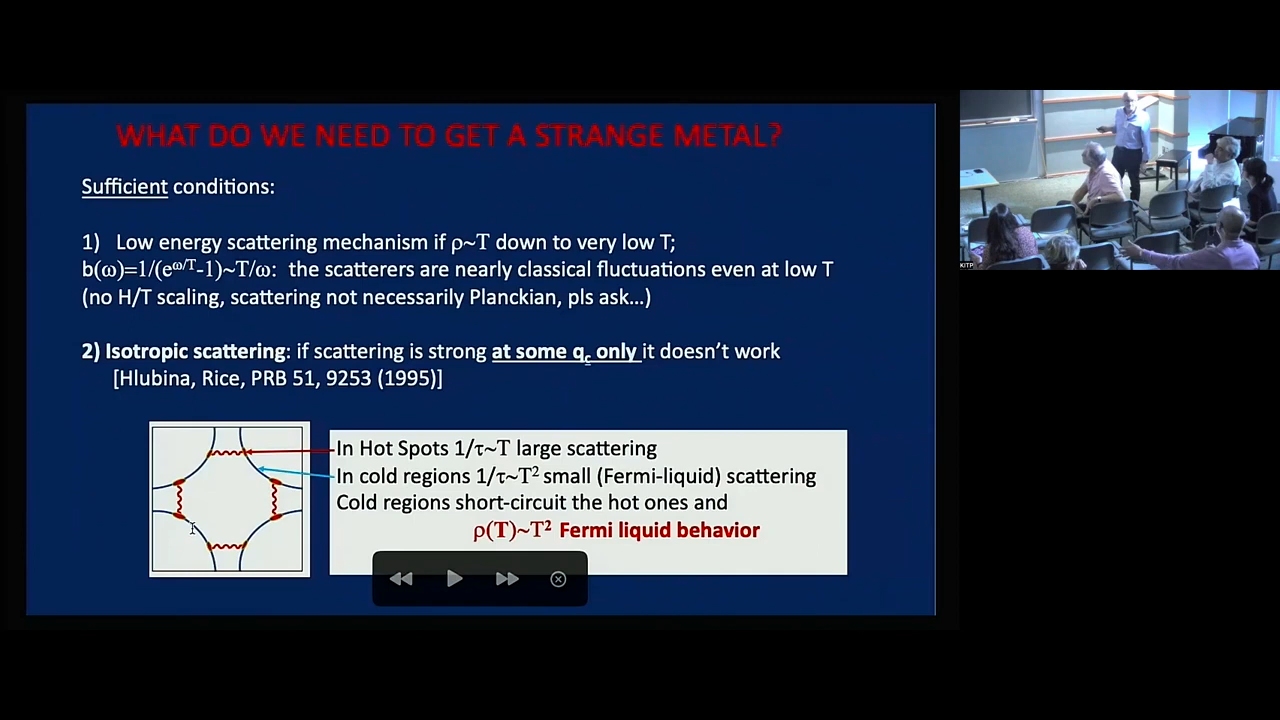 WHAT DO WE NEED TO GET A STRANGE METAL?
Sufficient conditions:
1) Low energy scattering mechanism if ρ~T down to very low T;
b(ω)=1/(e^ω/T-1)~T/ω: the scatterers are nearly classical fluctuations even at low T
(no H/T scaling, scattering not necessarily Planckian, pls ask...)
2) Isotropic scattering: if scattering is strong at some qc only it doesn't work
[Hlubina, Rice, PRB 51, 9253 (1995)]
In Hot Spots 1/τ~T large scattering
In cold regions 1/τ~T² small (Fermi-liquid) scattering
Cold regions short-circuit the hot ones and
ρ(T)~T² Fermi liquid behavior
KITP